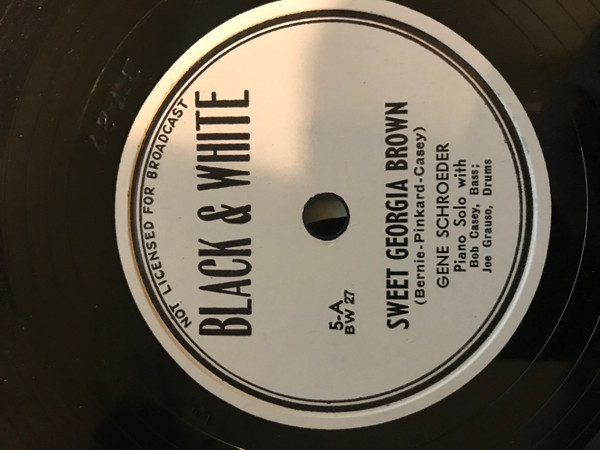 NOT LICENSED FOR BROADCAST
BLACK & WHITE
5-A
BW 27
SWEET GEORGIA BROWN
(Bernie-Pinkard-Casey)
GENE SCHROEDER
Piano Solo with
Bob Casey, Bass;
Joe Grauso, Drums